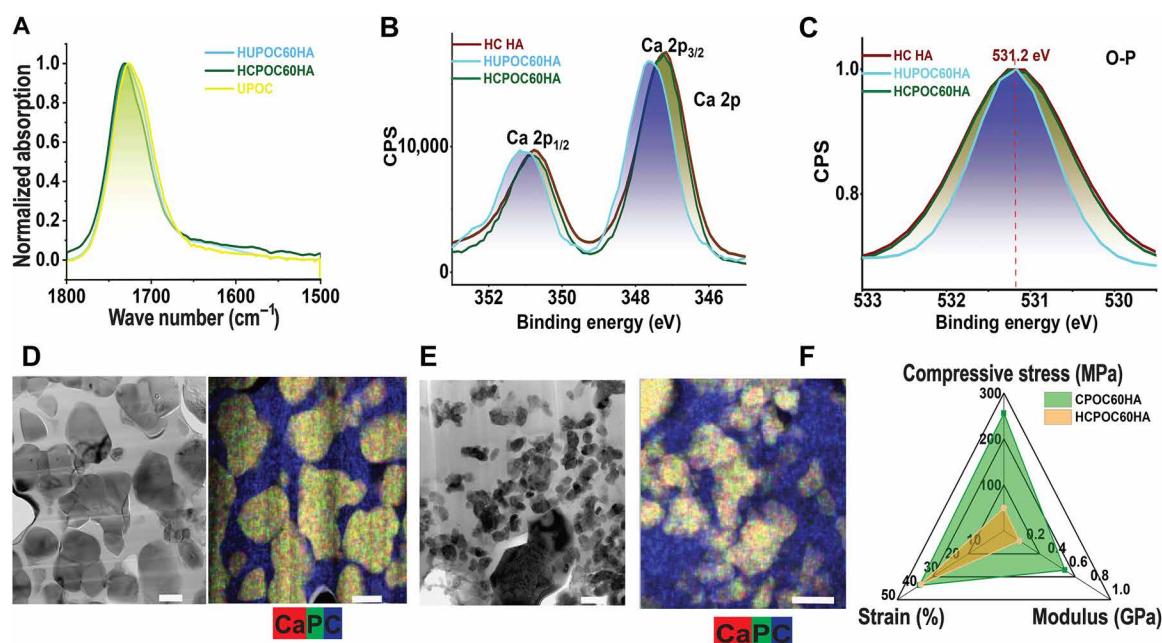 A
HUPOC60HA
HCPOC60HA
UPOC
Normalized absorption
1.0
0.8
0.6
0.4
0.2
0.0
1800
1700
1600
1500
Wave number (cm⁻¹)
B
HC HA
HUPOC60HA
HCPOC60HA
Ca 2p3/2
Ca 2p
Ca 2p1/2
CPS
10,000
0
352
350
348
346
Binding energy (eV)
C
HC HA
HUPOC60HA
HCPOC60HA
531.2 eV
O-P
CPS
1.0
0.8
533
532
531
530
Binding energy (eV)
D
CaPC
E
CaPC
F
Compressive stress (MPa)
CPOC60HA
HCPOC60HA
300
200
100
10
20
30
40
50
0.2
0.4
0.6
0.8
1.0
Strain (%)
Modulus (GPa)